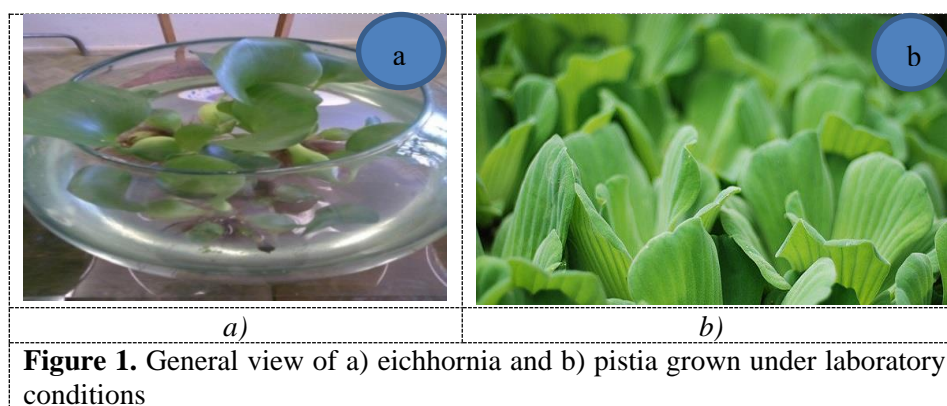 a
b
a)
b)
Figure 1. General view of a) eichhornia and b) pistia grown under laboratory
conditions